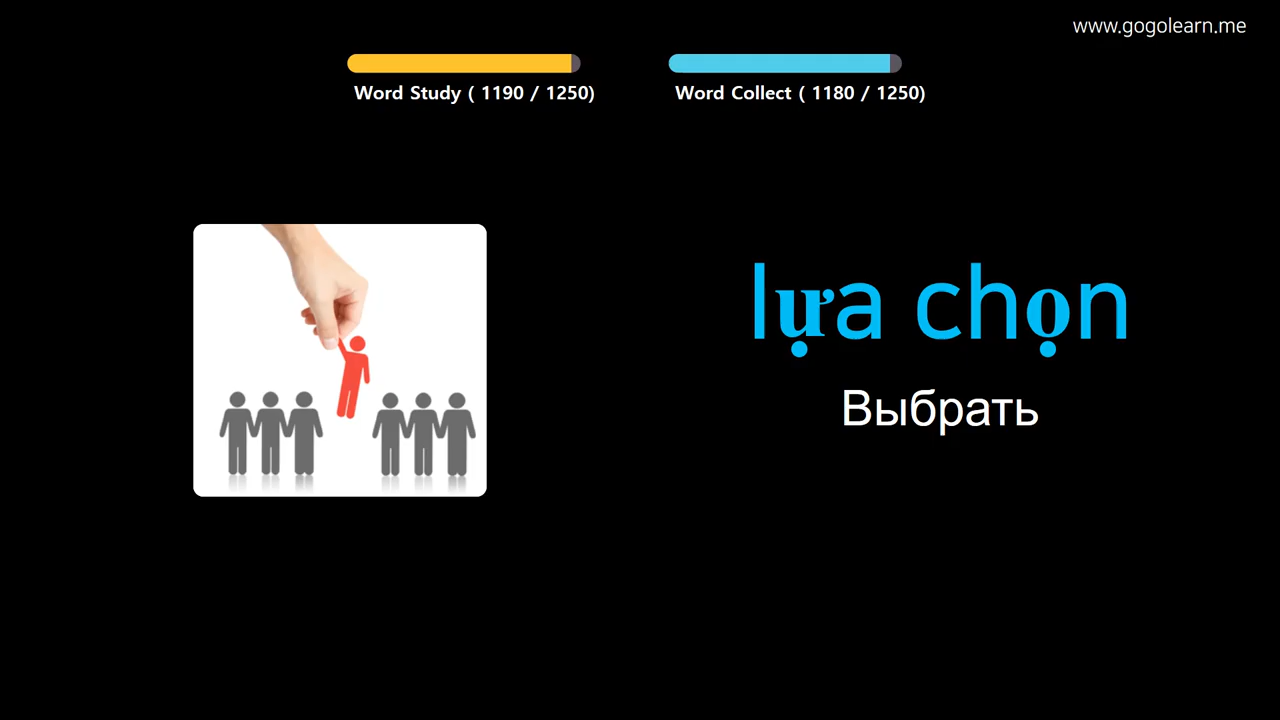 www.gogolearn.me
Word Study ( 1190 / 1250)
Word Collect ( 1180 / 1250)
lựa chọn
Выбрать